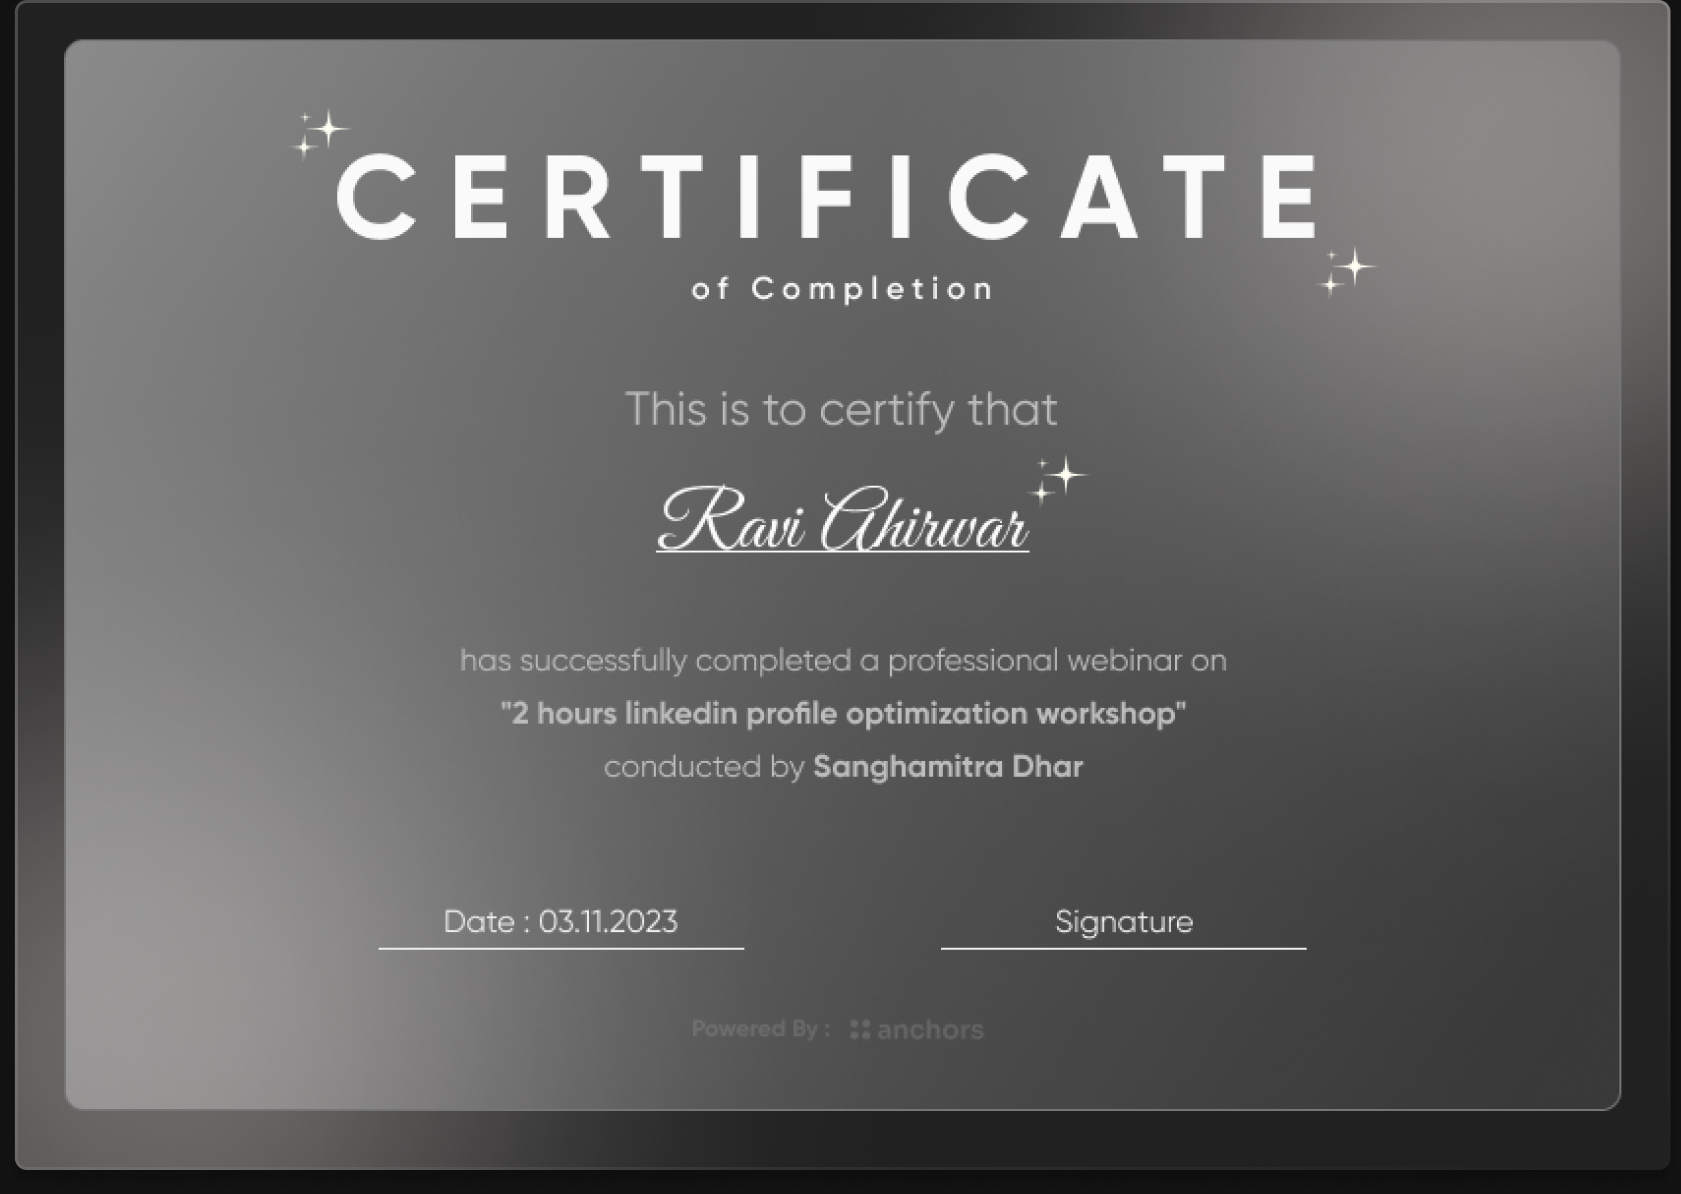 CERTIFICATE
of Completion
This is to certify that
Ravi Ahirwar
has successfully completed a professional webinar on
"2 hours linkedin profile optimization workshop"
conducted by Sanghamitra Dhar
Date : 03.11.2023
Signature
Powered By : anchors